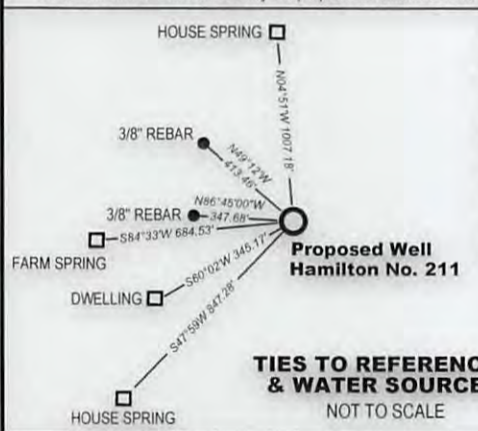 HOUSE SPRING
N04°51'W 1007.18'
3/8" REBAR
N49°12'W
413.46'
3/8" REBAR
N86°45'00"W
347.68'
S84°33'W 684.53'
FARM SPRING
Proposed Well
Hamilton No. 211
S60°02'W 345.17'
DWELLING
S47°59'W 847.28'
TIES TO REFERENC
& WATER SOURCE
NOT TO SCALE
HOUSE SPRING